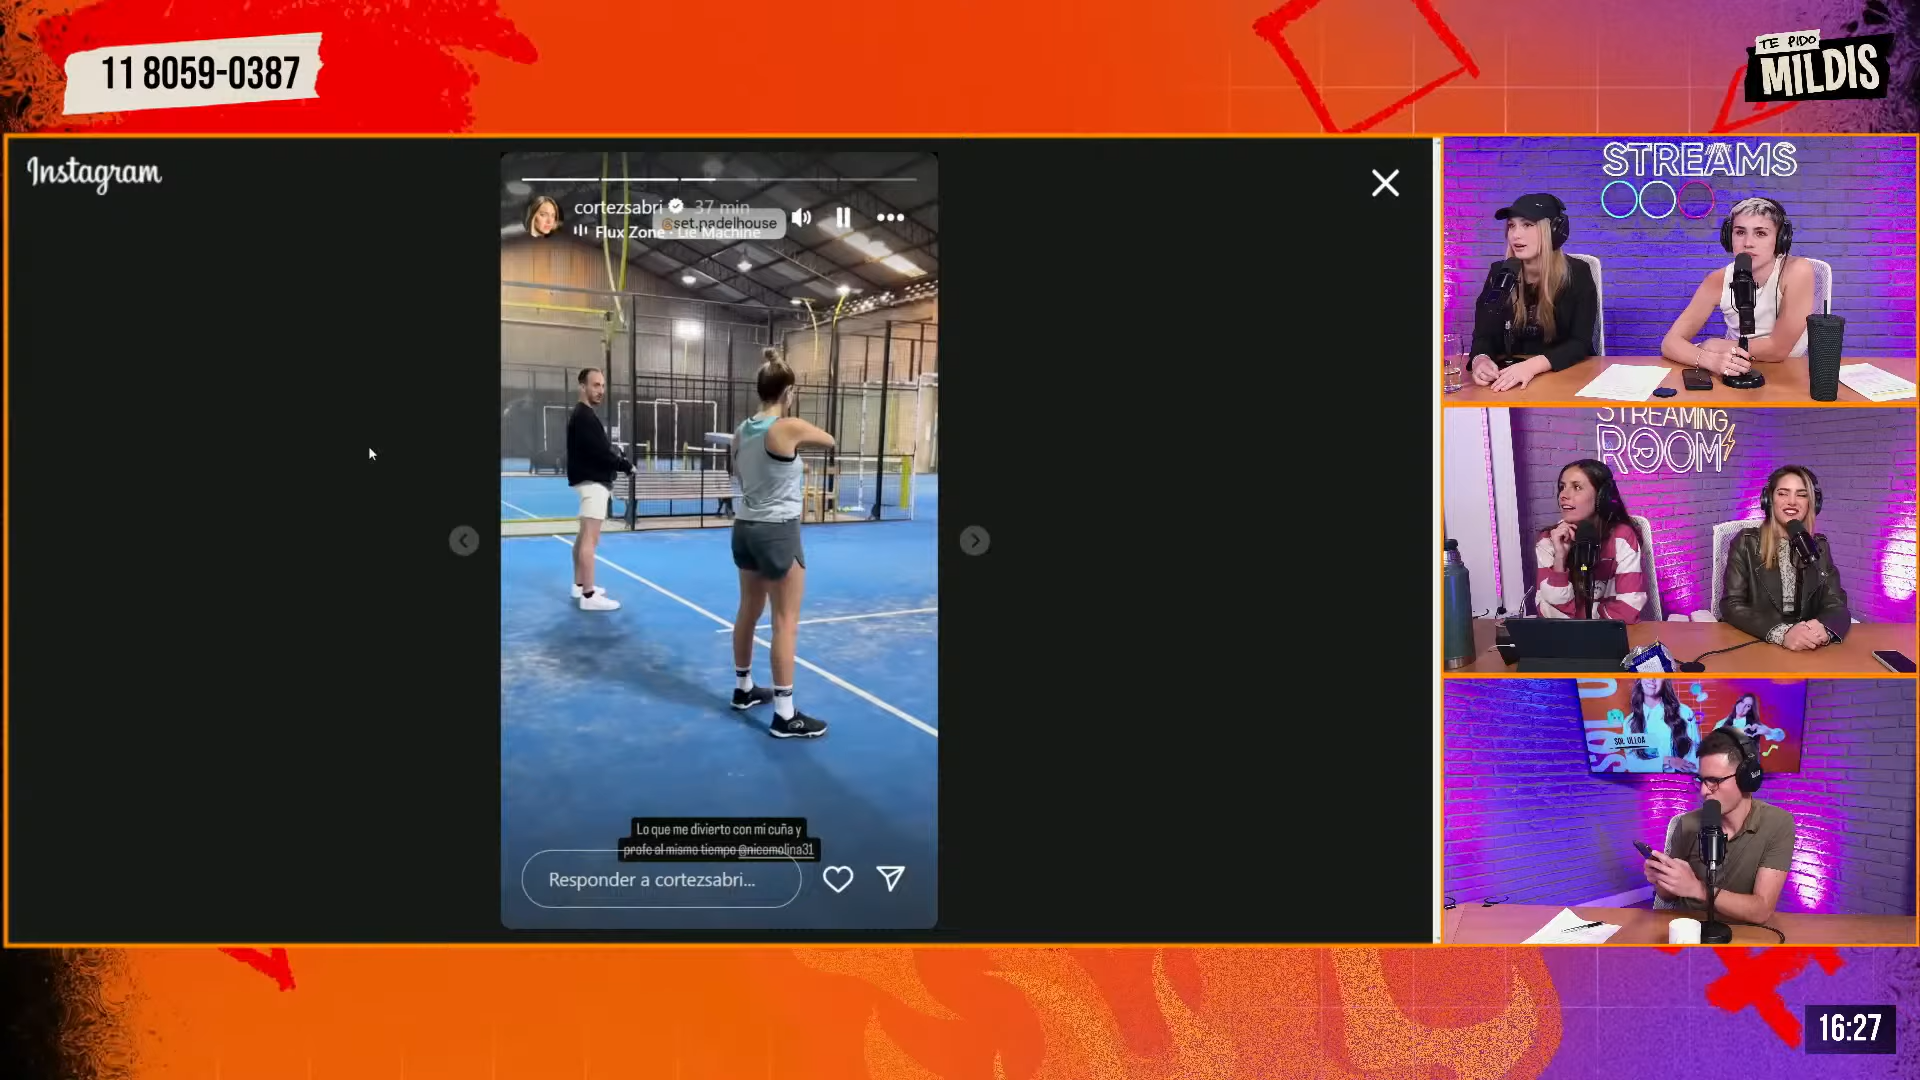 11 8059-0387
TE PIDO
MILDIS
Instagram
cortezsabri 37 min
@set.padelhouse
Flux Zone · Lie Machine
Lo que me divierto con mi cuña y
profe al mismo tiempo @nicomolina31
Responder a cortezsabri...
STREAMS
STREAMING
ROOM
SOL ULLOA
16:27